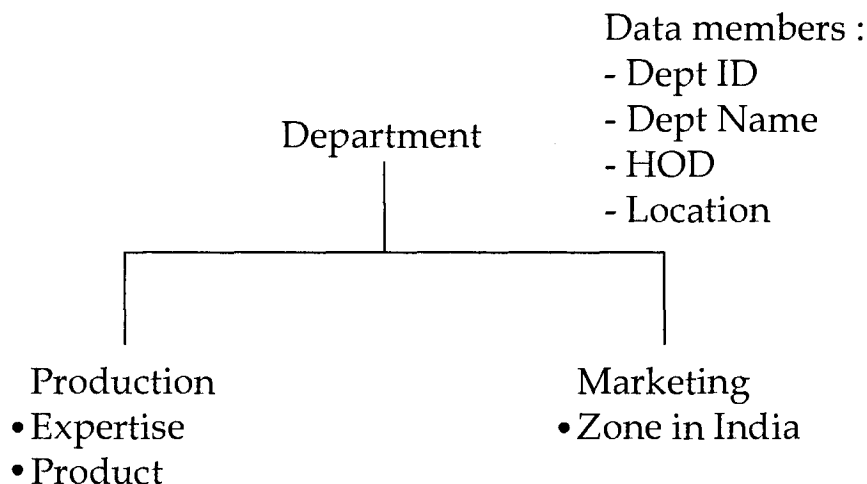 Data members :
- Dept ID
- Dept Name
- HOD
- Location
Department
Production
• Expertise
• Product
Marketing
• Zone in India